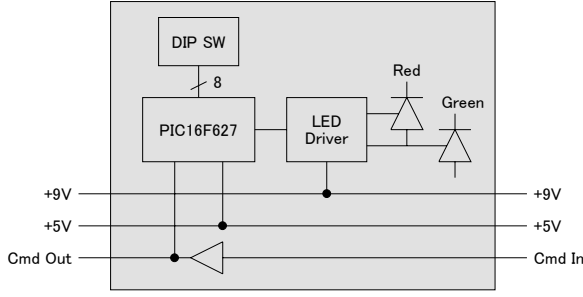 DIP SW
8
Red
Green
PIC16F627
LED
Driver
+9V
+9V
+5V
+5V
Cmd Out
Cmd In